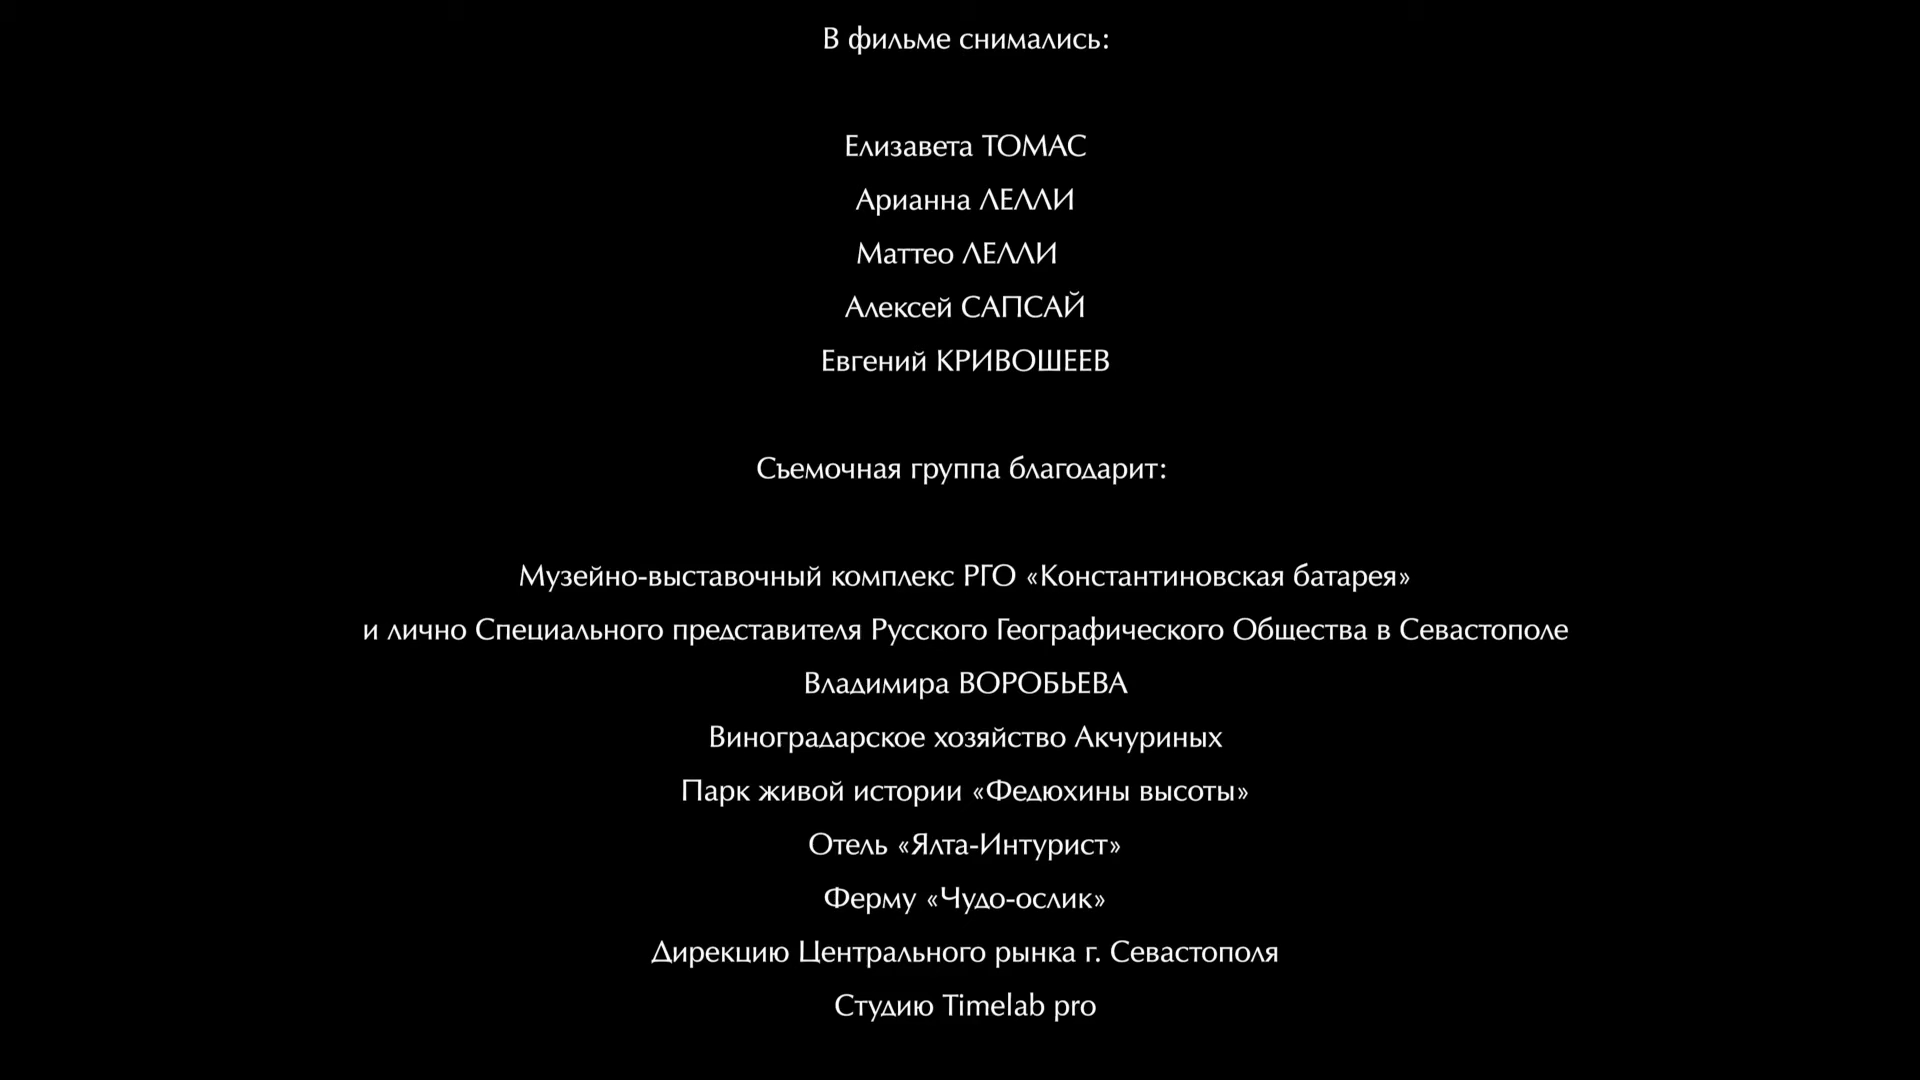 В фильме снимались:
Елизавета ТОМАС
Арианна ЛЕЛЛИ
Маттео ЛЕЛЛИ
Алексей САПСАЙ
Евгений КРИВОШЕЕВ
Сьемочная группа благодарит:
Музейно-выставочный комплекс РГО «Константиновская батарея»
и лично Специального представителя Русского Географического Общества в Севастополе
Владимира ВОРОБЬЕВА
Виноградарское хозяйство Акчуриных
Парк живой истории «Федюхины высоты»
Отель «Ялта-Интурист»
Ферму «Чудо-ослик»
Дирекцию Центрального рынка г. Севастополя
Студию Timelab pro